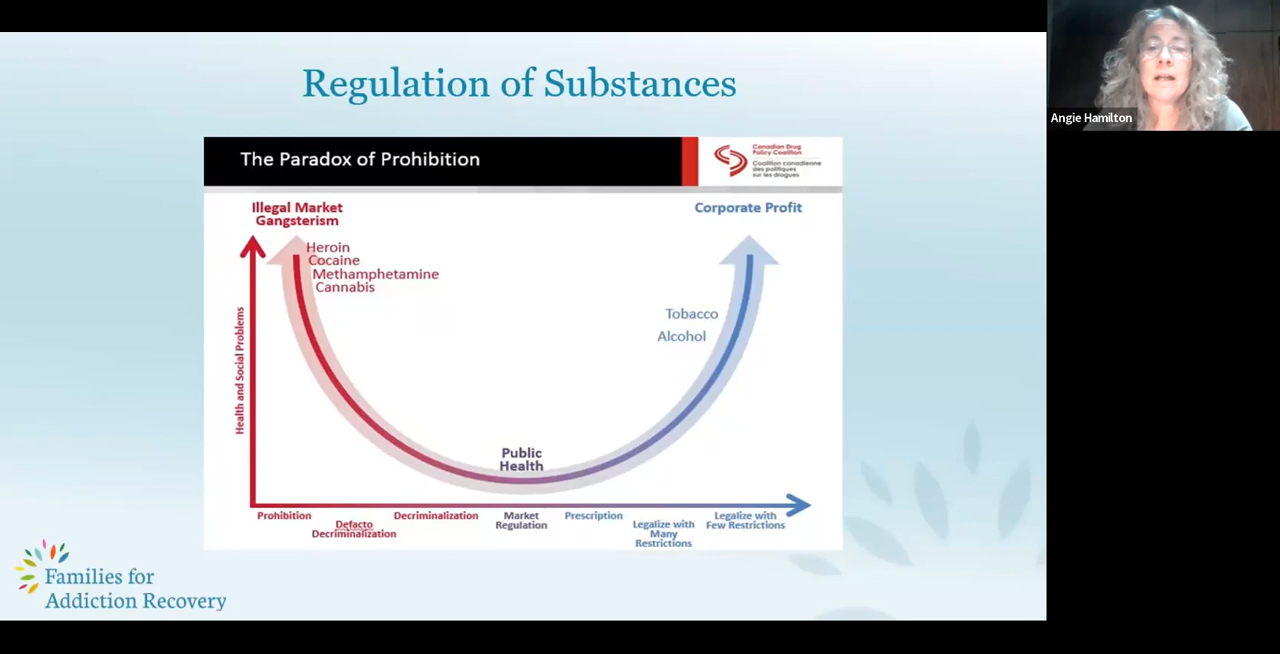 Regulation of Substances
Angie Hamilton
The Paradox of Prohibition
Canadian Drug
Policy Coalition
Coalition canadienne
des politiques
sur les drogues
Illegal Market
Gangsterism
Corporate Profit
Heroin
Cocaine
Methamphetamine
Cannabis
Tobacco
Alcohol
Health and Social Problems
Public
Health
Prohibition
Defacto
Decriminalization
Decriminalization
Market
Regulation
Prescription
Legalize with
Many
Restrictions
Legalize with
Few Restrictions
Families for
Addiction Recovery